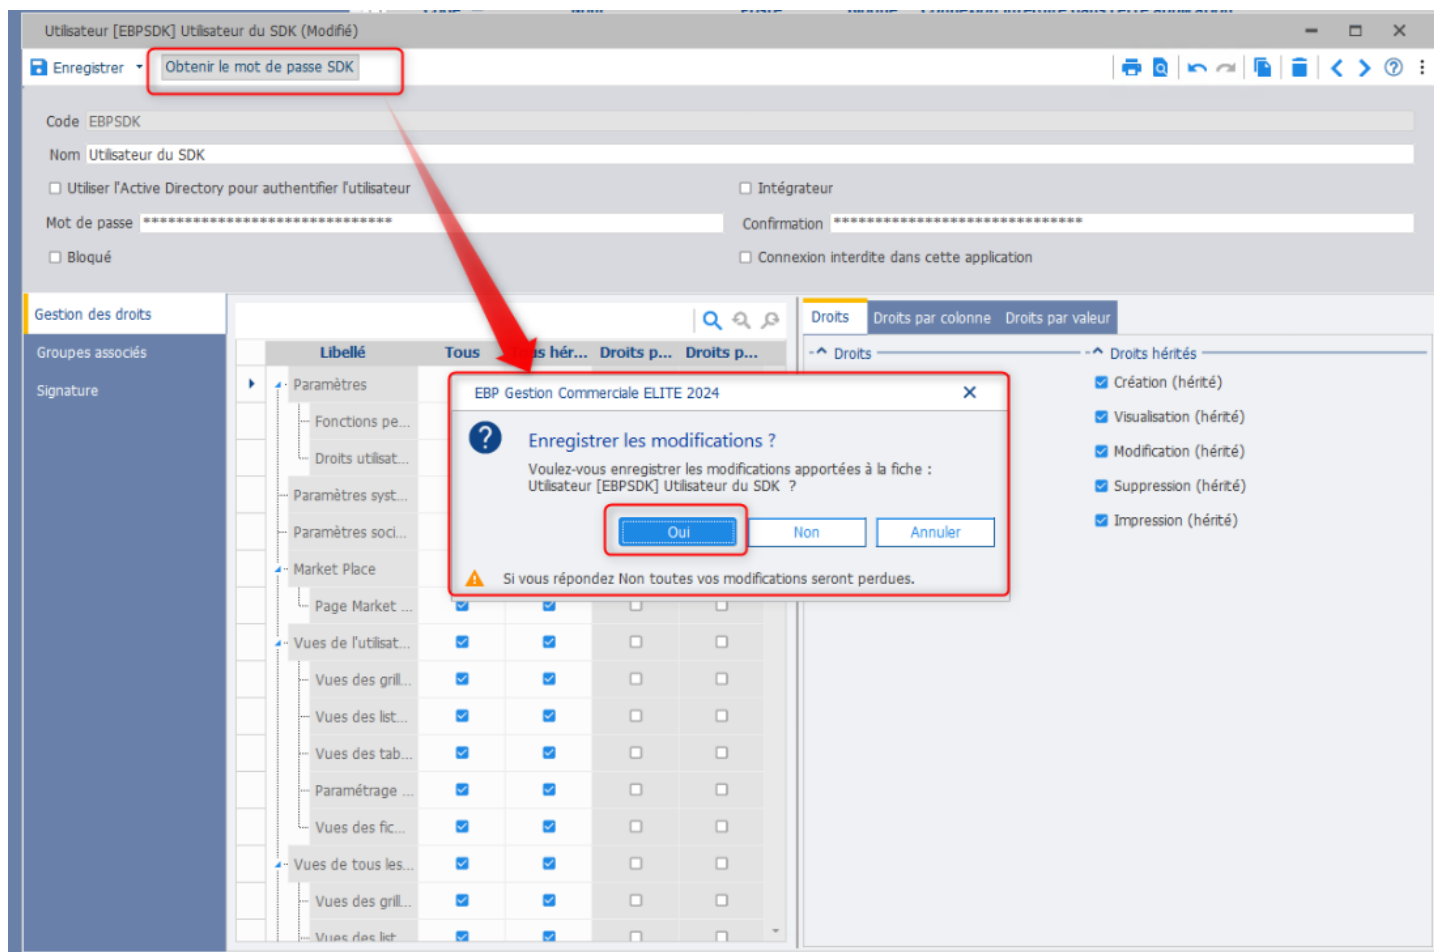 Utilisateur [EBPSDK] Utilisateur du SDK (Modifié)
Enregistrer
Obtenir le mot de passe SDK
Code EBPSDK
Nom Utilisateur du SDK
Utiliser l'Active Directory pour authentifier l'utilisateur
Intégrateur
Mot de passe ******************************
Confirmation ******************************
Bloqué
Connexion interdite dans cette application
Gestion des droits
Groupes associés
Signature
Libellé Tous hér... Droits p... Droits p...
Paramètres
Fonctions pe...
Droits utilisat...
Paramètres syst...
Paramètres soci...
Market Place
Page Market ...
Vues de l'utilisat...
Vues des grill...
Vues des list...
Vues des tab...
Paramétrage ...
Vues des fic...
Vues de tous les...
Vues des grill...
Vues des list
Droits Droits par colonne Droits par valeur
Droits
Droits hérités
Création (hérité)
Visualisation (hérité)
Modification (hérité)
Suppression (hérité)
Impression (hérité)
EBP Gestion Commerciale ELITE 2024
Enregistrer les modifications ?
Voulez-vous enregistrer les modifications apportées à la fiche :
Utilisateur [EBPSDK] Utilisateur du SDK ?
Oui Non Annuler
Si vous répondez Non toutes vos modifications seront perdues.